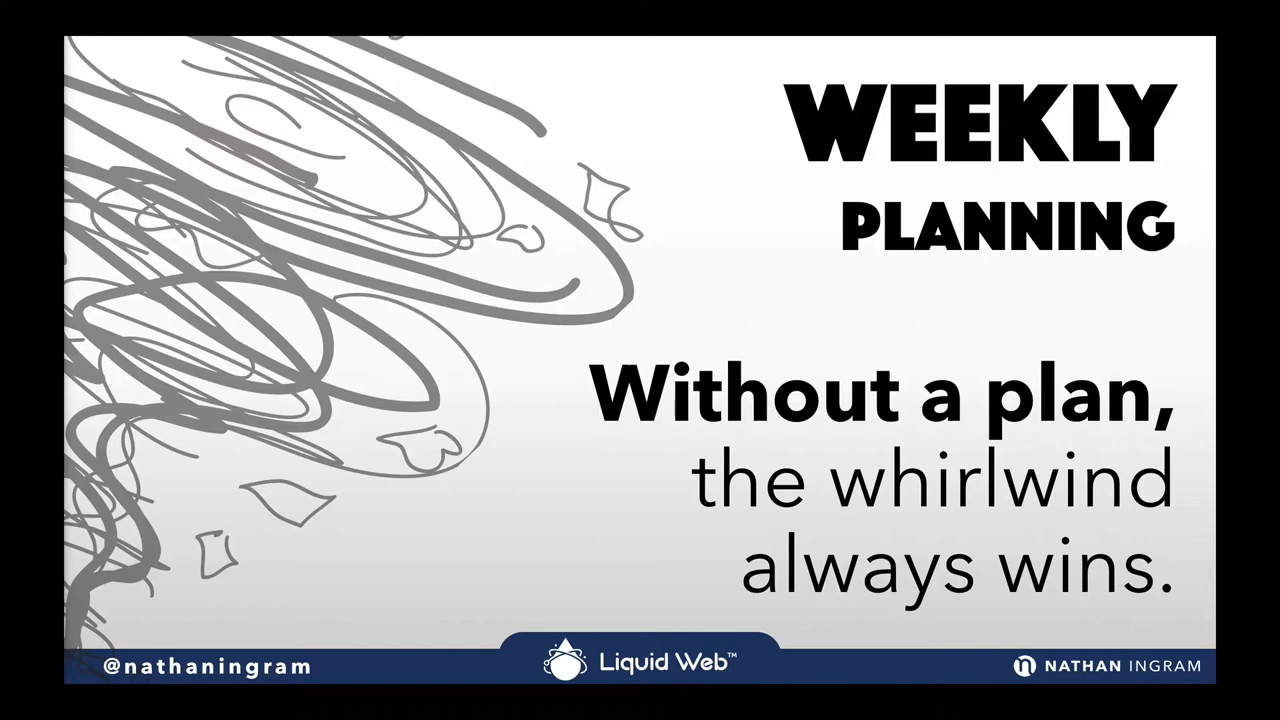 WEEKLY
PLANNING
Without a plan,
the whirlwind
always wins.
@nathaningram
Liquid Web™
n NATHAN INGRAM